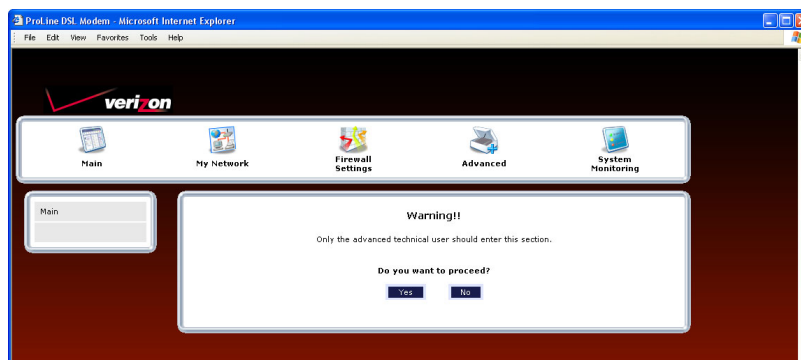 ProLine DSL Modem - Microsoft Internet Explorer
File Edit View Favorites Tools Help
verizon
Main
My Network
Firewall
Settings
Advanced
System
Monitoring
Main
Warning!!
Only the advanced technical user should enter this section.
Do you want to proceed?
Yes No